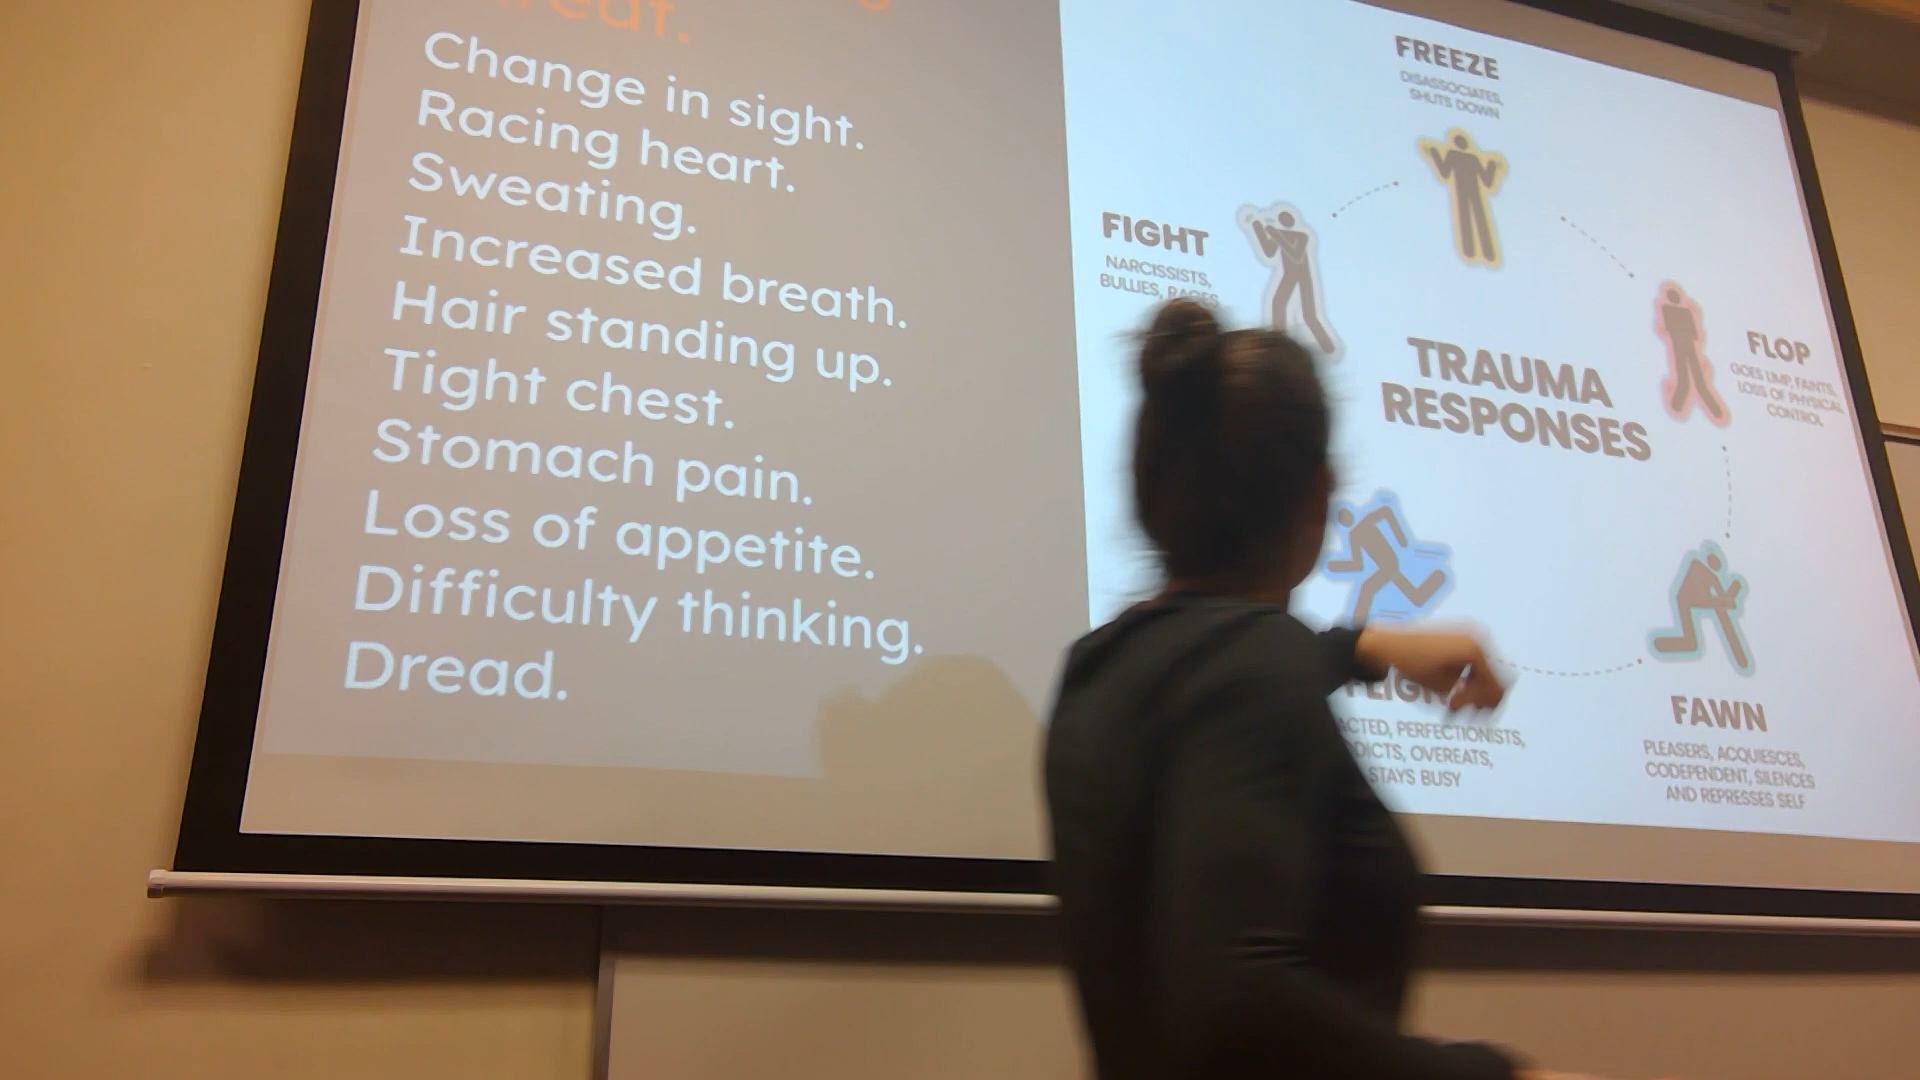 Change in sight.
Racing heart.
Sweating.
Increased breath.
Hair standing up.
Tight chest.
Stomach pain.
Loss of appetite.
Difficulty thinking.
Dread.
FREEZE
DISASSOCIATES,
SHUTS DOWN
FIGHT
NARCISSISTS,
BULLIES, RAGES
TRAUMA
RESPONSES
FLOP
GOES LIMP, FAINTS,
LOSS OF PHYSICAL
CONTROL
PERFECTIONISTS,
OVEREATS,
STAYS BUSY
FAWN
PLEASERS, ACQUIESCES,
CODEPENDENT, SILENCES
AND REPRESSES SELF